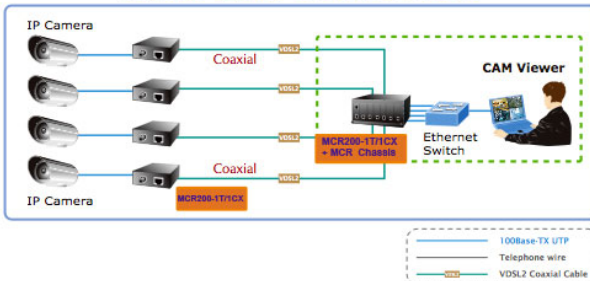 IP Camera
Coaxial
VDSL2
CAM Viewer
VDSL2
VDSL2
MCR200-1T/1CX
+ MCR Chassis
Ethernet
Switch
Coaxial
VDSL2
MCR200-1T/1CX
IP Camera
100Base-TX UTP
Telephone wire
VDSL2
VDSL2 Coaxial Cable